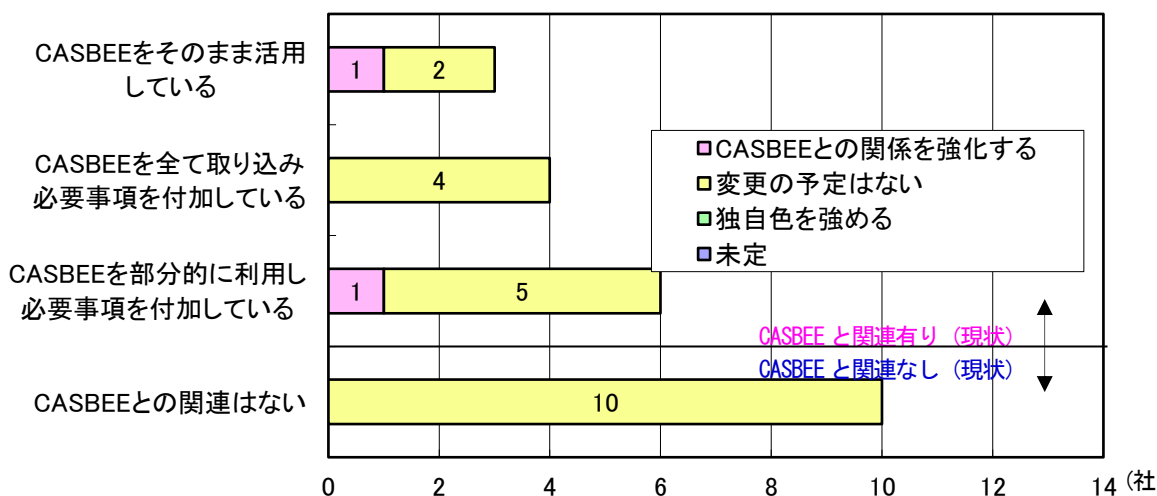 CASBEEをそのまま活用
している
1
2
CASBEEを全て取り込み
必要事項を付加している
4
CASBEEとの関係を強化する
変更の予定はない
独自色を強める
未定
CASBEEを部分的に利用し
必要事項を付加している
1
5
CASBEE と関連有り (現状)
CASBEE と関連なし (現状)
CASBEEとの関連はない
10
0 2 4 6 8 10 12 14 (社